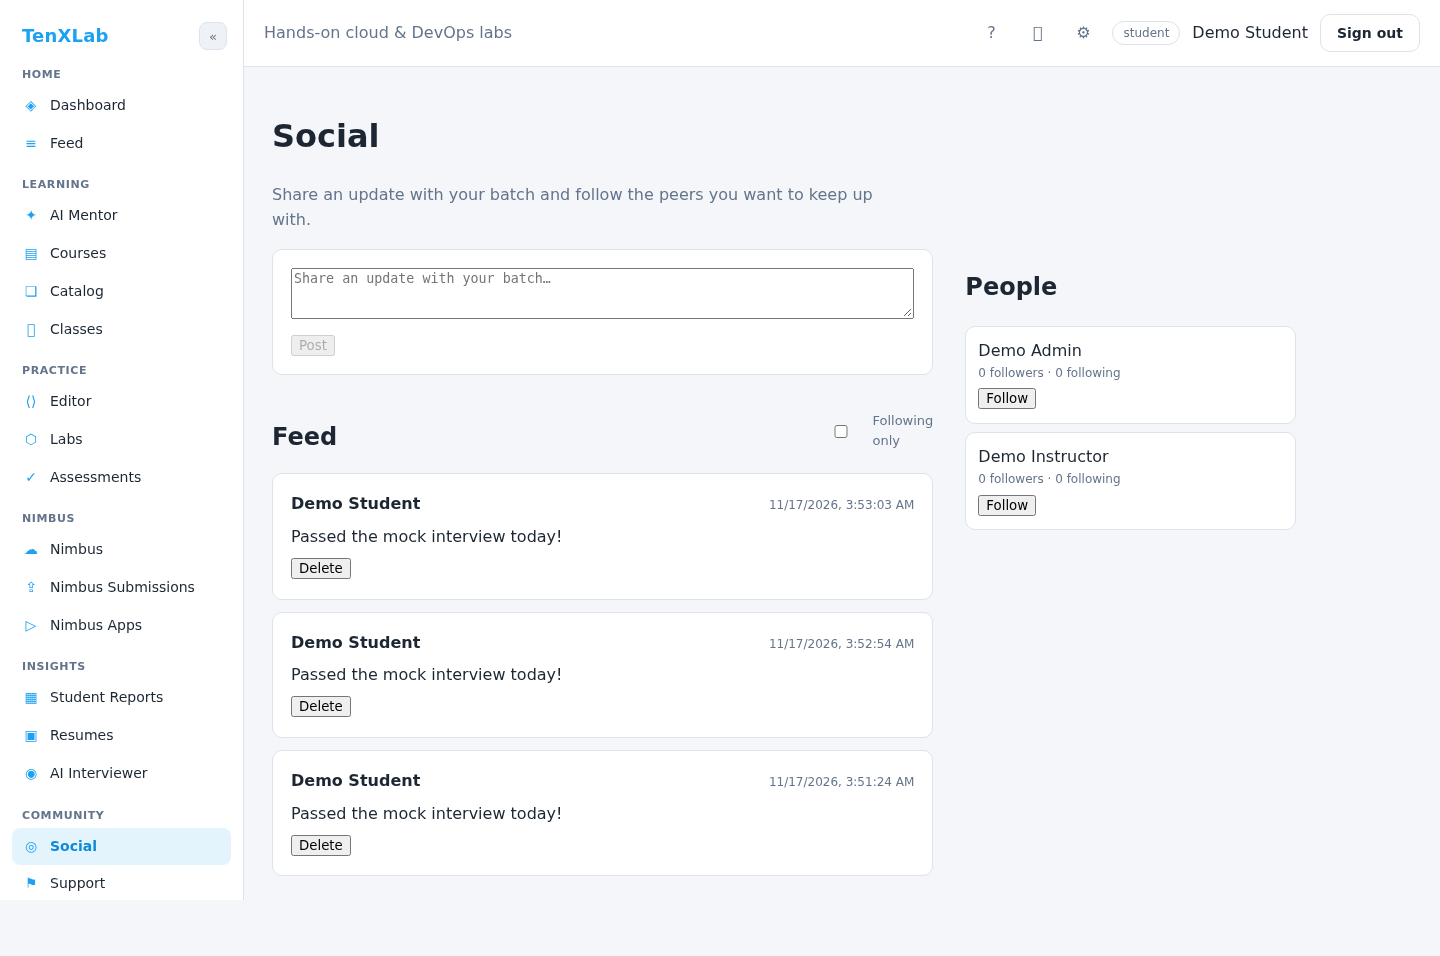 TenXLab
«
HOME
Dashboard
Feed
LEARNING
AI Mentor
Courses
Catalog
Classes
PRACTICE
Editor
Labs
Assessments
NIMBUS
Nimbus
Nimbus Submissions
Nimbus Apps
INSIGHTS
Student Reports
Resumes
AI Interviewer
COMMUNITY
Social
Support
Hands-on cloud & DevOps labs
?
student
Demo Student
Sign out
Social
Share an update with your batch and follow the peers you want to keep up
with.
Share an update with your batch…
Post
Feed
Following
only
Demo Student
11/17/2026, 3:53:03 AM
Passed the mock interview today!
Delete
Demo Student
11/17/2026, 3:52:54 AM
Passed the mock interview today!
Delete
Demo Student
11/17/2026, 3:51:24 AM
Passed the mock interview today!
Delete
People
Demo Admin
0 followers · 0 following
Follow
Demo Instructor
0 followers · 0 following
Follow